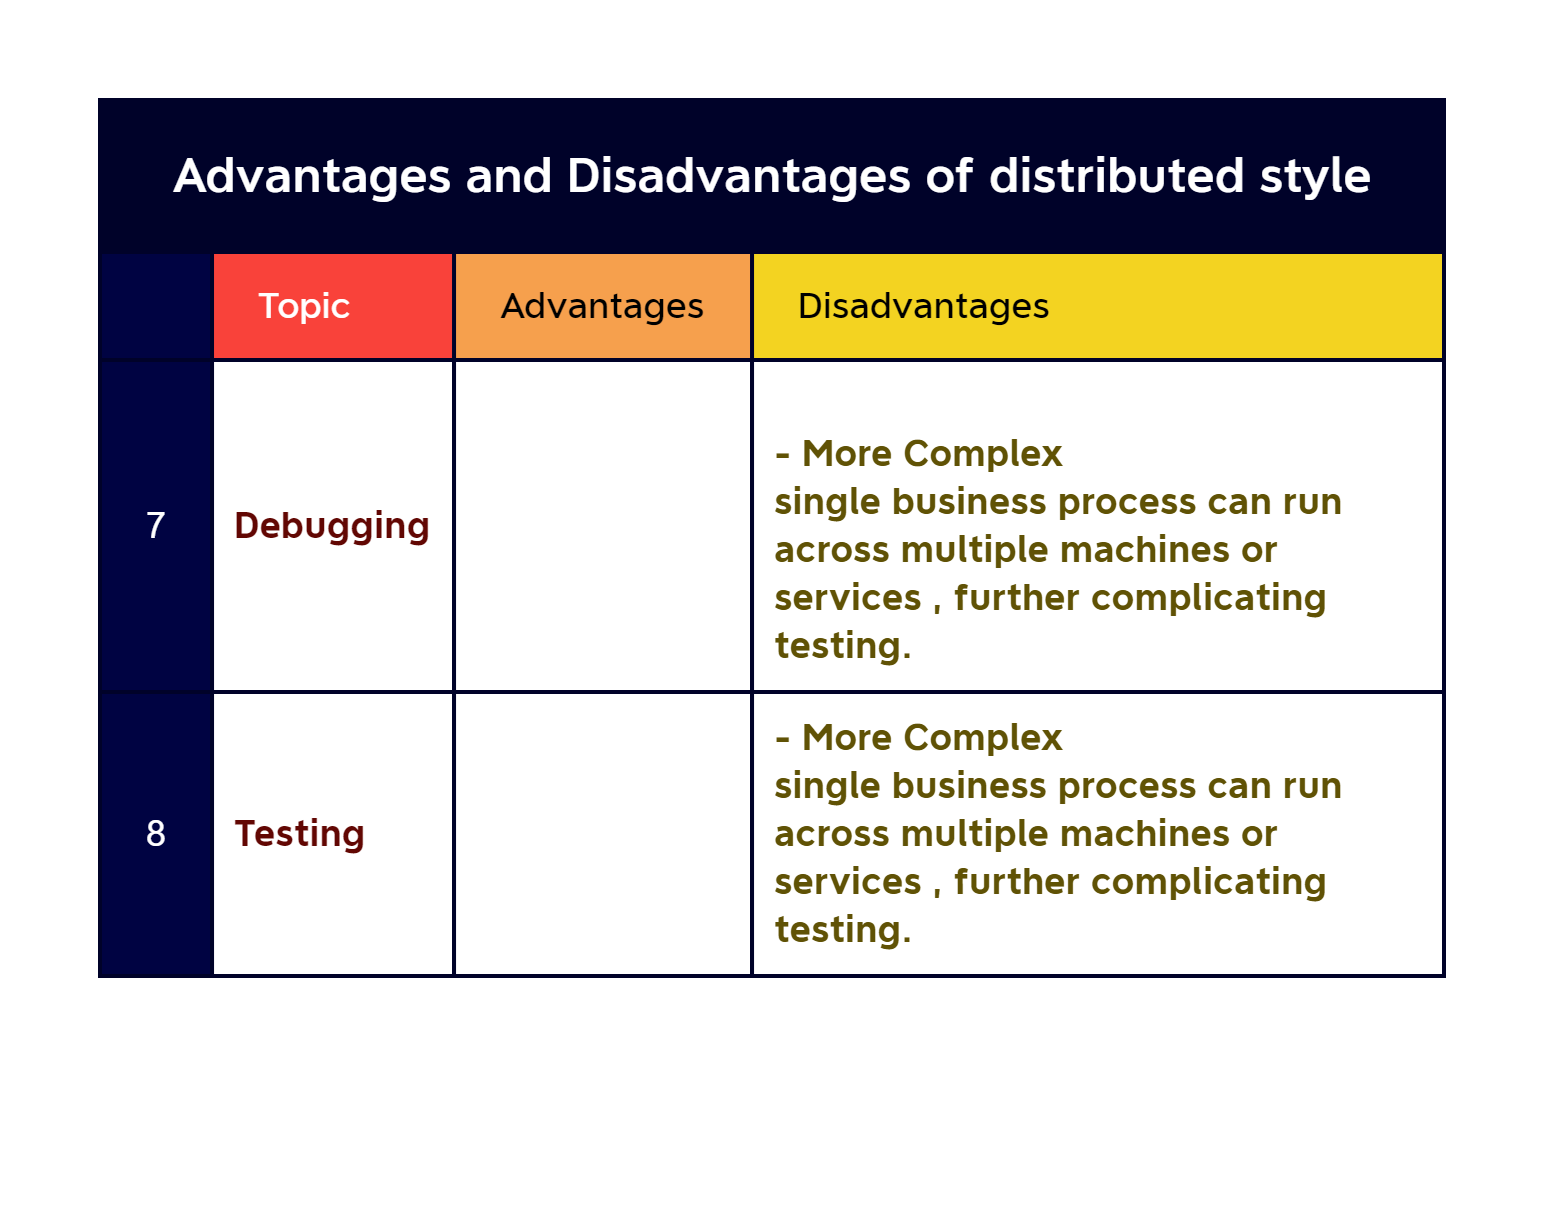 Advantages and Disadvantages of distributed style
Topic
Advantages
Disadvantages
7
Debugging
- More Complex
single business process can run
across multiple machines or
services , further complicating
testing.
8
Testing
- More Complex
single business process can run
across multiple machines or
services , further complicating
testing.